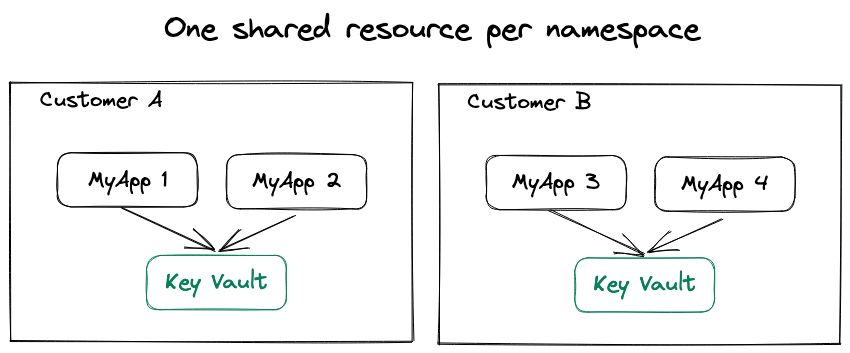 One shared resource per namespace
Customer A
MyApp 1
MyApp 2
Key Vault
Customer B
MyApp 3
MyApp 4
Key Vault